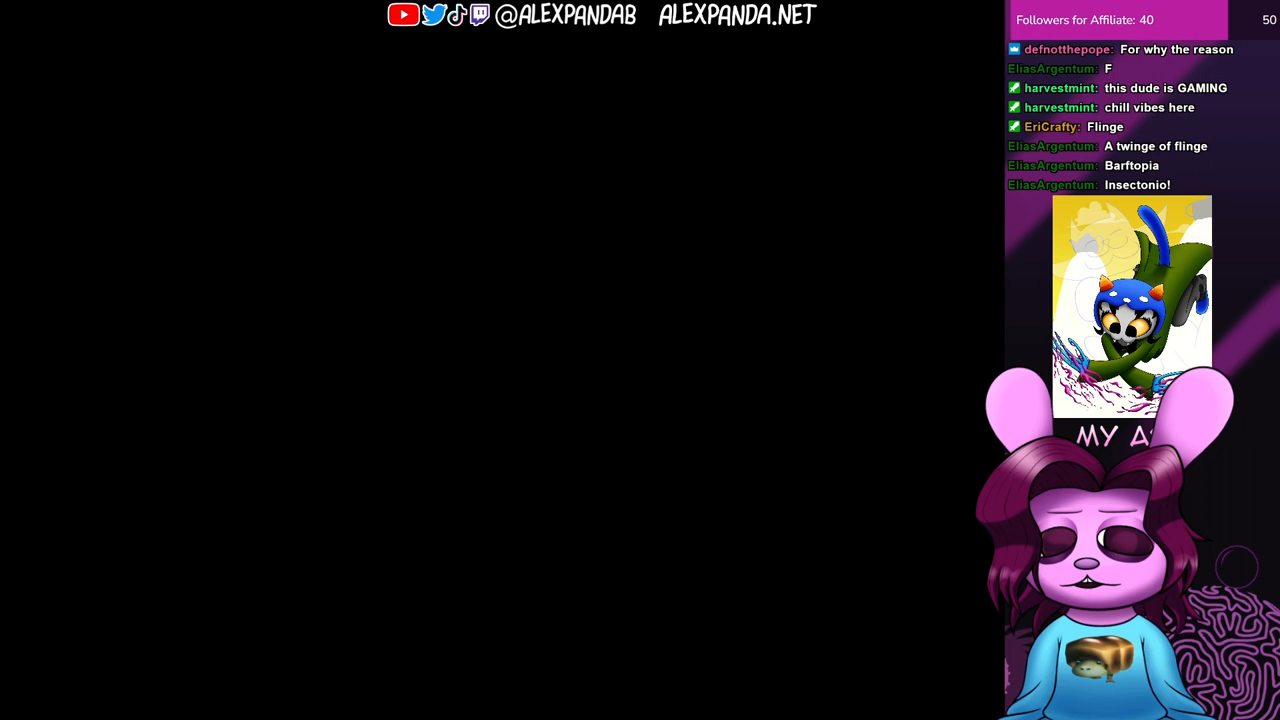 @ALEXPANDAB ALEXPANDA.NET
Followers for Affiliate: 40 50
defnotthepope: For why the reason
EliasArgentum: F
harvestmint: this dude is GAMING
harvestmint: chill vibes here
EriCrafty: Flinge
EliasArgentum: A twinge of flinge
EliasArgentum: Barftopia
EliasArgentum: Insectonio!
MY